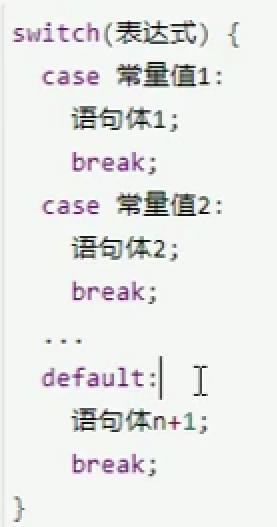 switch(表达式) {
case 常量值1:
语句体1;
break;
case 常量值2:
语句体2;
break;
...
default:
语句体n+1;
break;
}